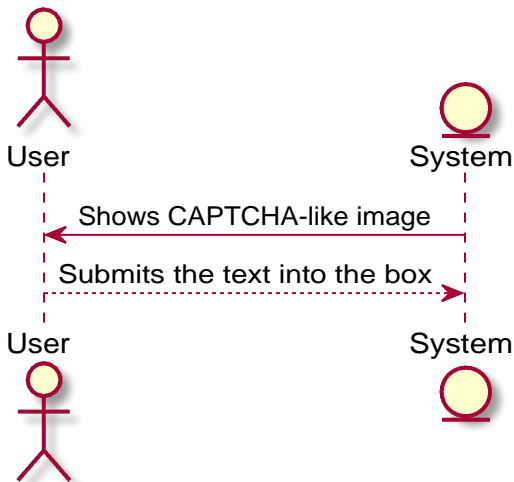 User
System
Shows CAPTCHA-like image
Submits the text into the box
User
System